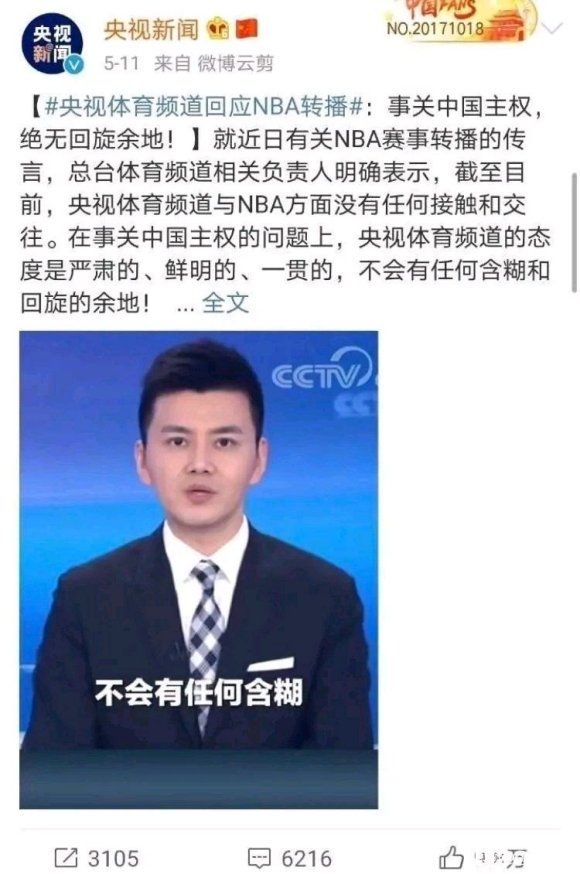 央视新闻
央视新闻
中国FANS
NO.20171018
5-11 来自 微博云剪
【#央视体育频道回应NBA转播#：事关中国主权，
绝无回旋余地！】就近日有关NBA赛事转播的传
言，总台体育频道相关负责人明确表示，截至目
前，央视体育频道与NBA方面没有任何接触和交
往。在事关中国主权的问题上，央视体育频道的态
度是严肃的、鲜明的、一贯的，不会有任何含糊和
回旋的余地！ ... 全文
CCTV
CC
不会有任何含糊
3105
6216
万